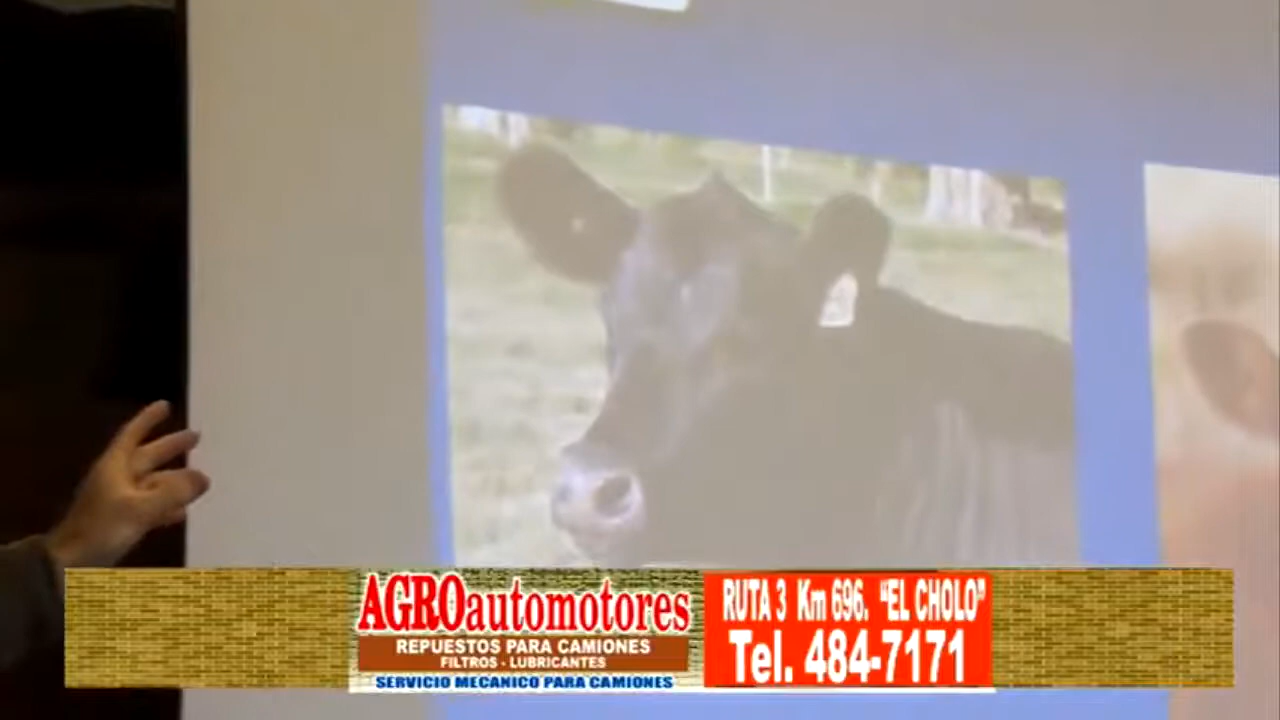 AGROautomotores
REPUESTOS PARA CAMIONES
FILTROS - LUBRICANTES
SERVICIO MECANICO PARA CAMIONES
RUTA 3 Km 696. "EL CHOLO"
Tel. 484-7171